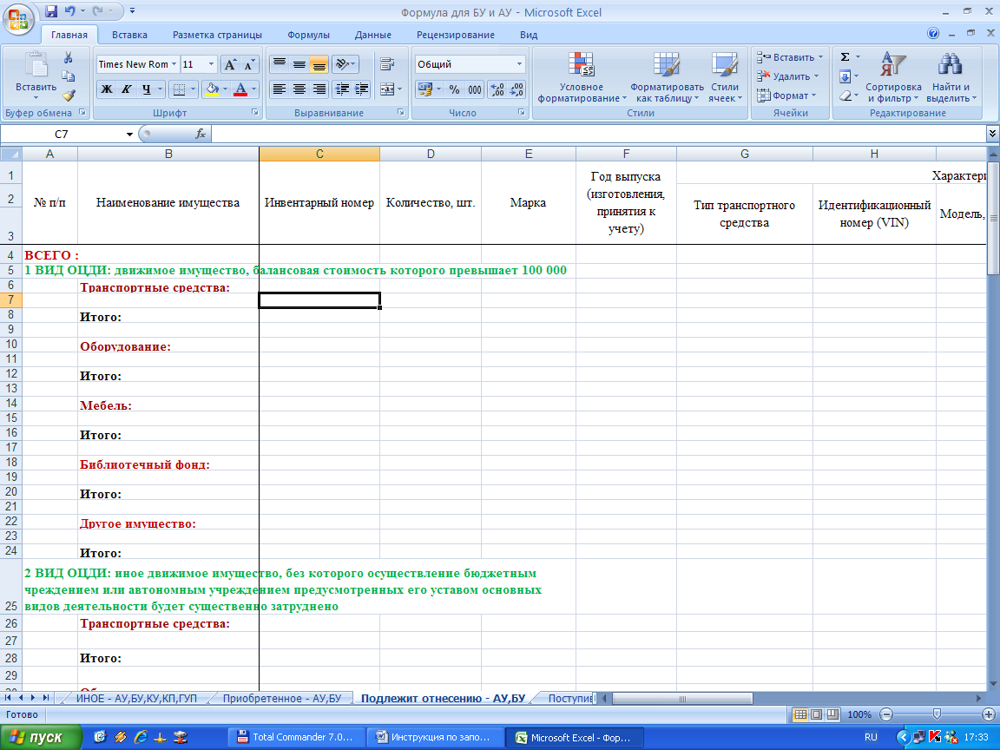 Формула для БУ и АУ - Microsoft Excel
Главная Вставка Разметка страницы Формулы Данные Рецензирование Вид
Вставить
Буфер обмена
Times New Rom 11
Ж К Ч
Шрифт
Выравнивание
Общий
% 000
Число
Условное форматирование
Форматировать как таблицу
Стили ячеек
Стили
Вставить
Удалить
Формат
Ячейки
Σ
Сортировка и фильтр
Найти и выделить
Редактирование
C7 fx
A B C D E F G H
1 2 3
№ п/п Наименование имущества Инвентарный номер Количество, шт. Марка
Год выпуска
(изготовления,
принятия к
учету)
Характери
Тип транспортного
средства
Идентификационный
номер (VIN)
Модель,
4 ВСЕГО :
5 1 ВИД ОЦДИ: движимое имущество, балансовая стоимость которого превышает 100 000
6 Транспортные средства:
7
8 Итого:
9
10 Оборудование:
11
12 Итого:
13
14 Мебель:
15
16 Итого:
17
18 Библиотечный фонд:
19
20 Итого:
21
22 Другое имущество:
23
24 Итого:
2 ВИД ОЦДИ: иное движимое имущество, без которого осуществление бюджетным
чреждением или автономным учреждением предусмотренных его уставом основных
25 видов деятельности будет существенно затруднено
26 Транспортные средства:
27
28 Итого:
29
ИНОЕ - АУ,БУ,КУ,КП,ГУП Приобретенное - АУ,БУ Подлежит отнесению - АУ,БУ Поступив
Готово 100%
пуск Total Commander 7.0... Инструкция по запо... Microsoft Excel - Фор... RU 17:33